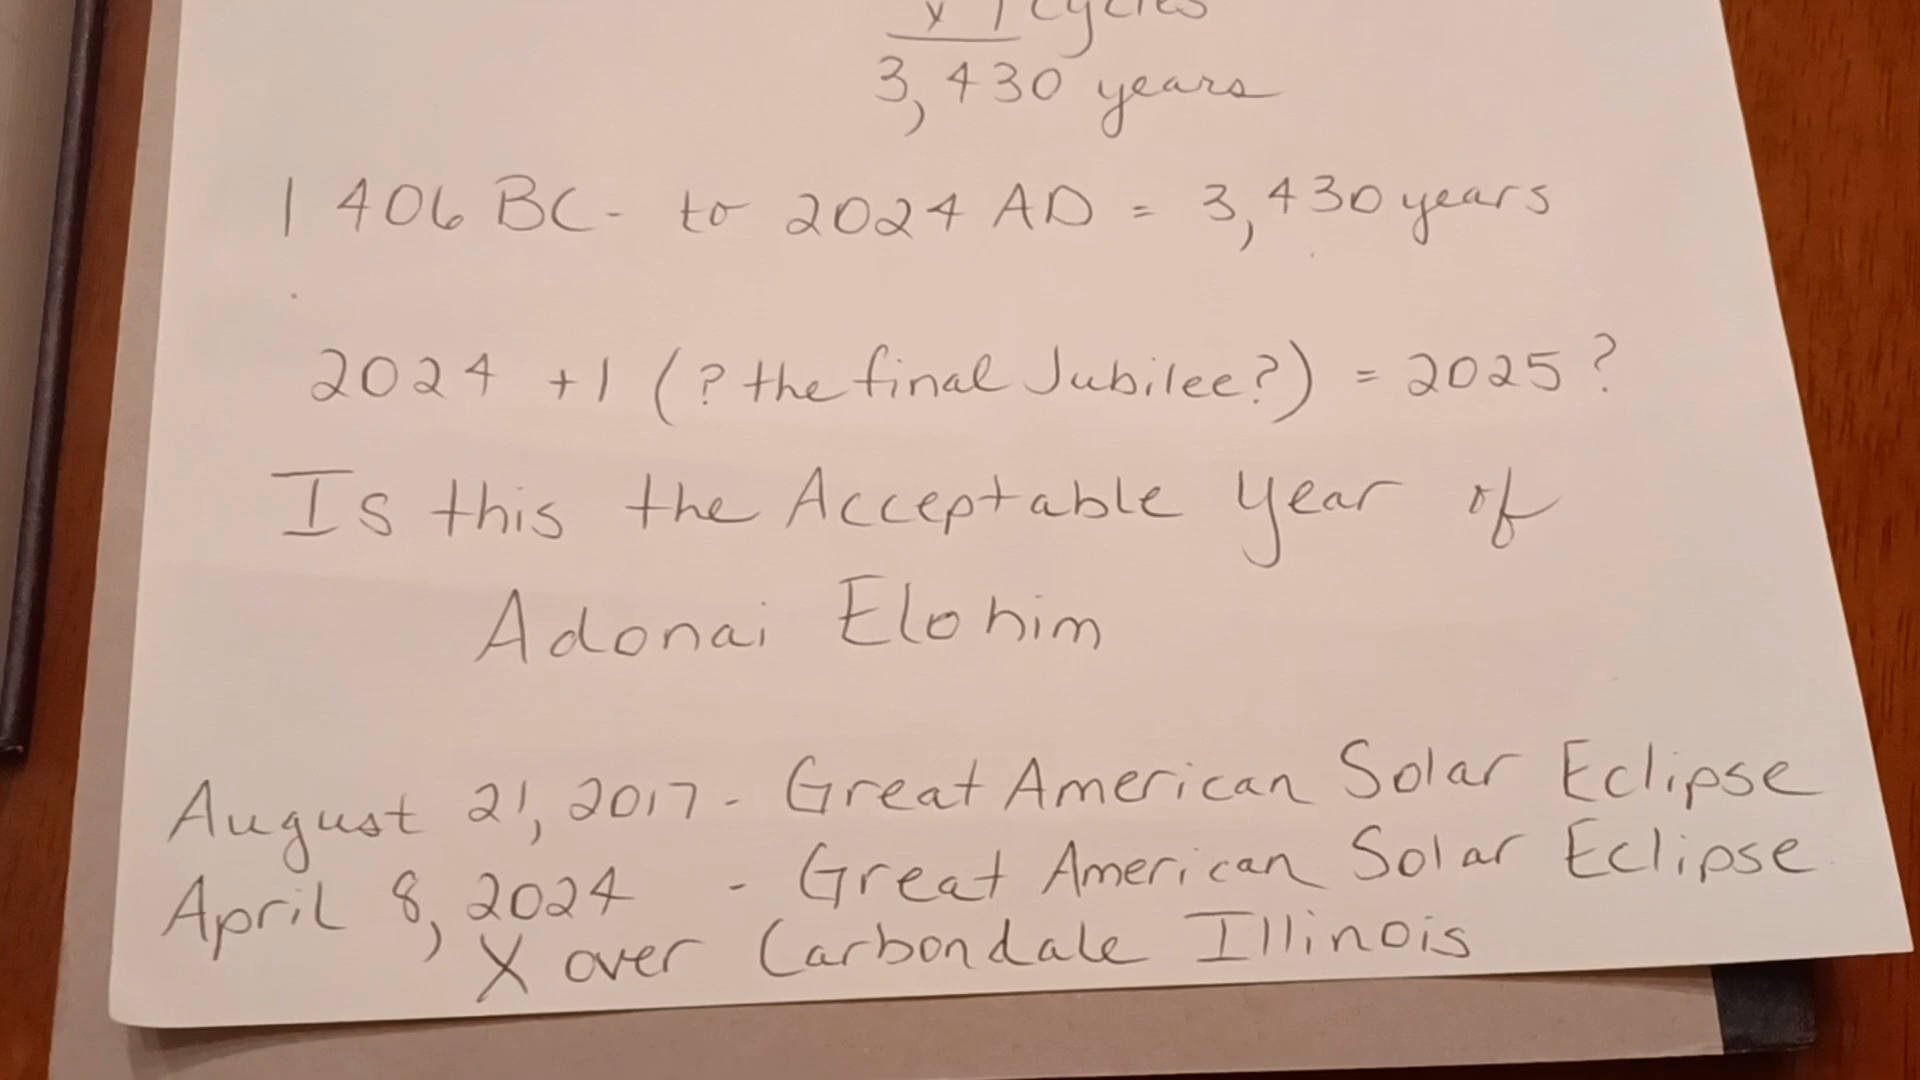 cycles
3,430 years
1406 BC - to 2024 AD = 3,430 years
2024 +1 (? the final Jubilee?) = 2025?
Is this the Acceptable Year of
Adonai Elohim
August 21, 2017 - Great American Solar Eclipse
April 8, 2024 - Great American Solar Eclipse
X over Carbondale Illinois